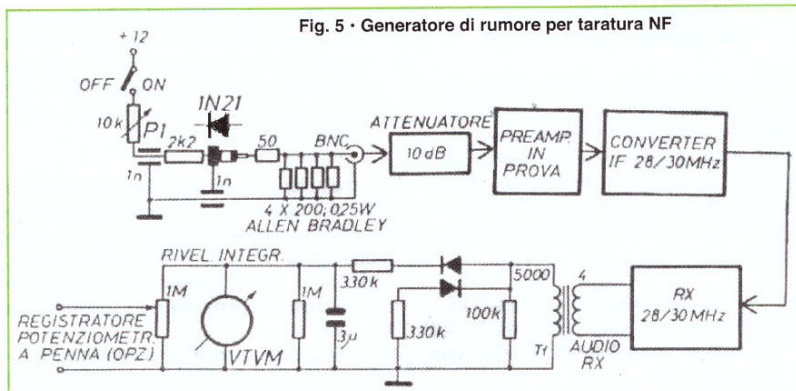 Fig. 5 · Generatore di rumore per taratura NF
+ 12
OFF
ON
10k
P1
2k2
1N21
50
BNC
1n
1n
4 X 200; 0,25W
ALLEN BRADLEY
ATTENUATORE
10 dB
PREAMP.
IN
PROVA
CONVERTER
IF 28/30MHz
RIVEL. INTEGR.
330k
5000
4
RX
28/30MHz
1M
1M
100k
REGISTRATORE
POTENZIOMETR.
A PENNA (OPZ)
VTVM
3µ
330k
T1
AUDIO
RX